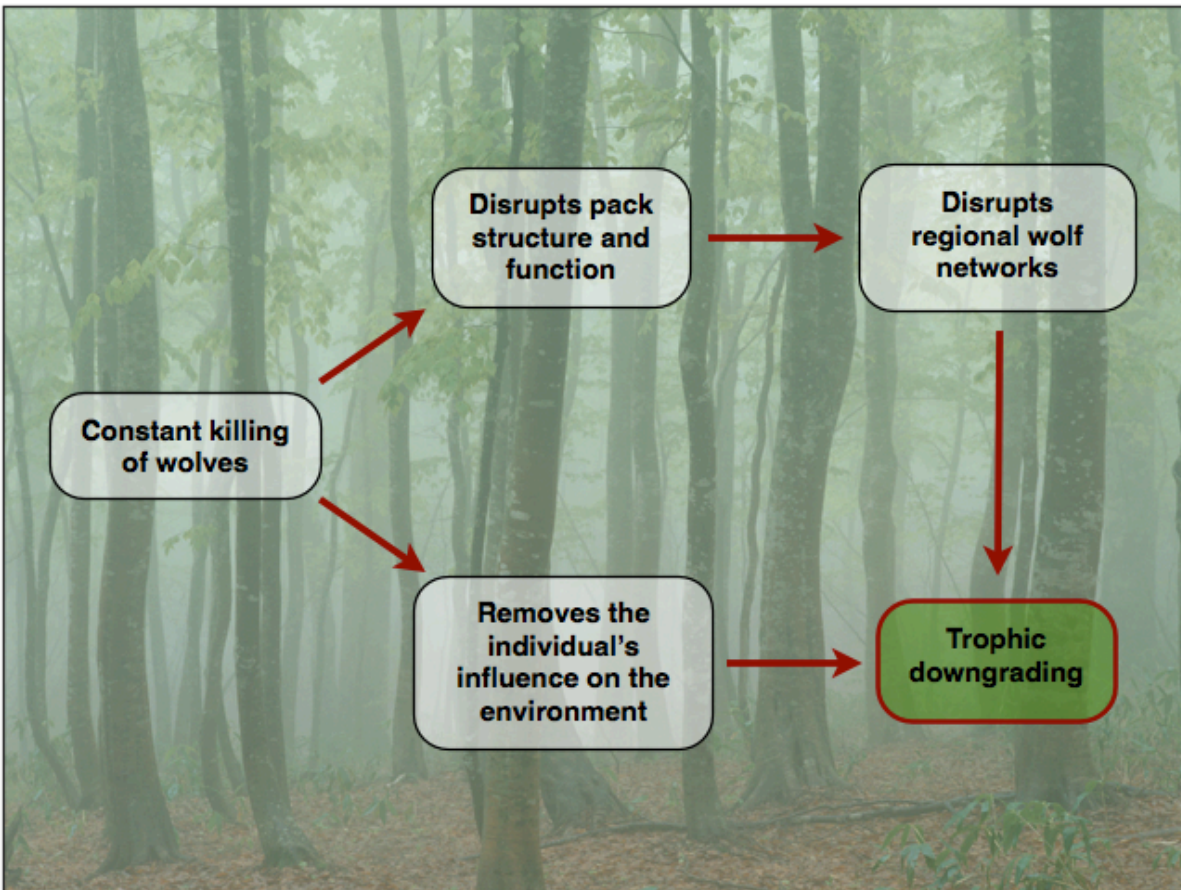 Disrupts pack
structure and
function
Disrupts
regional wolf
networks
Constant killing
of wolves
Removes the
individual's
influence on the
environment
Trophic
downgrading